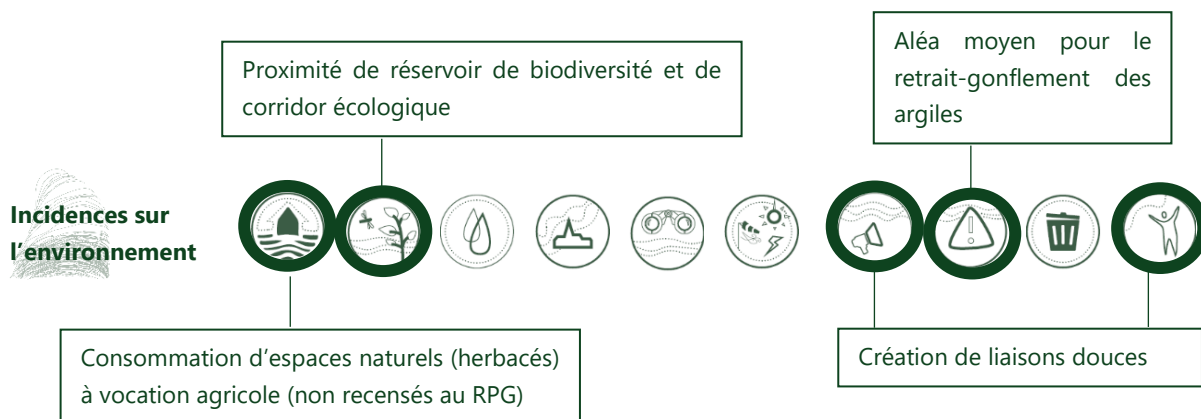 Proximité de réservoir de biodiversité et de
corridor écologique
Aléa moyen pour le
retrait-gonflement des
argiles
Incidences sur
l’environnement
Consommation d’espaces naturels (herbacés)
à vocation agricole (non recensés au RPG)
Création de liaisons douces